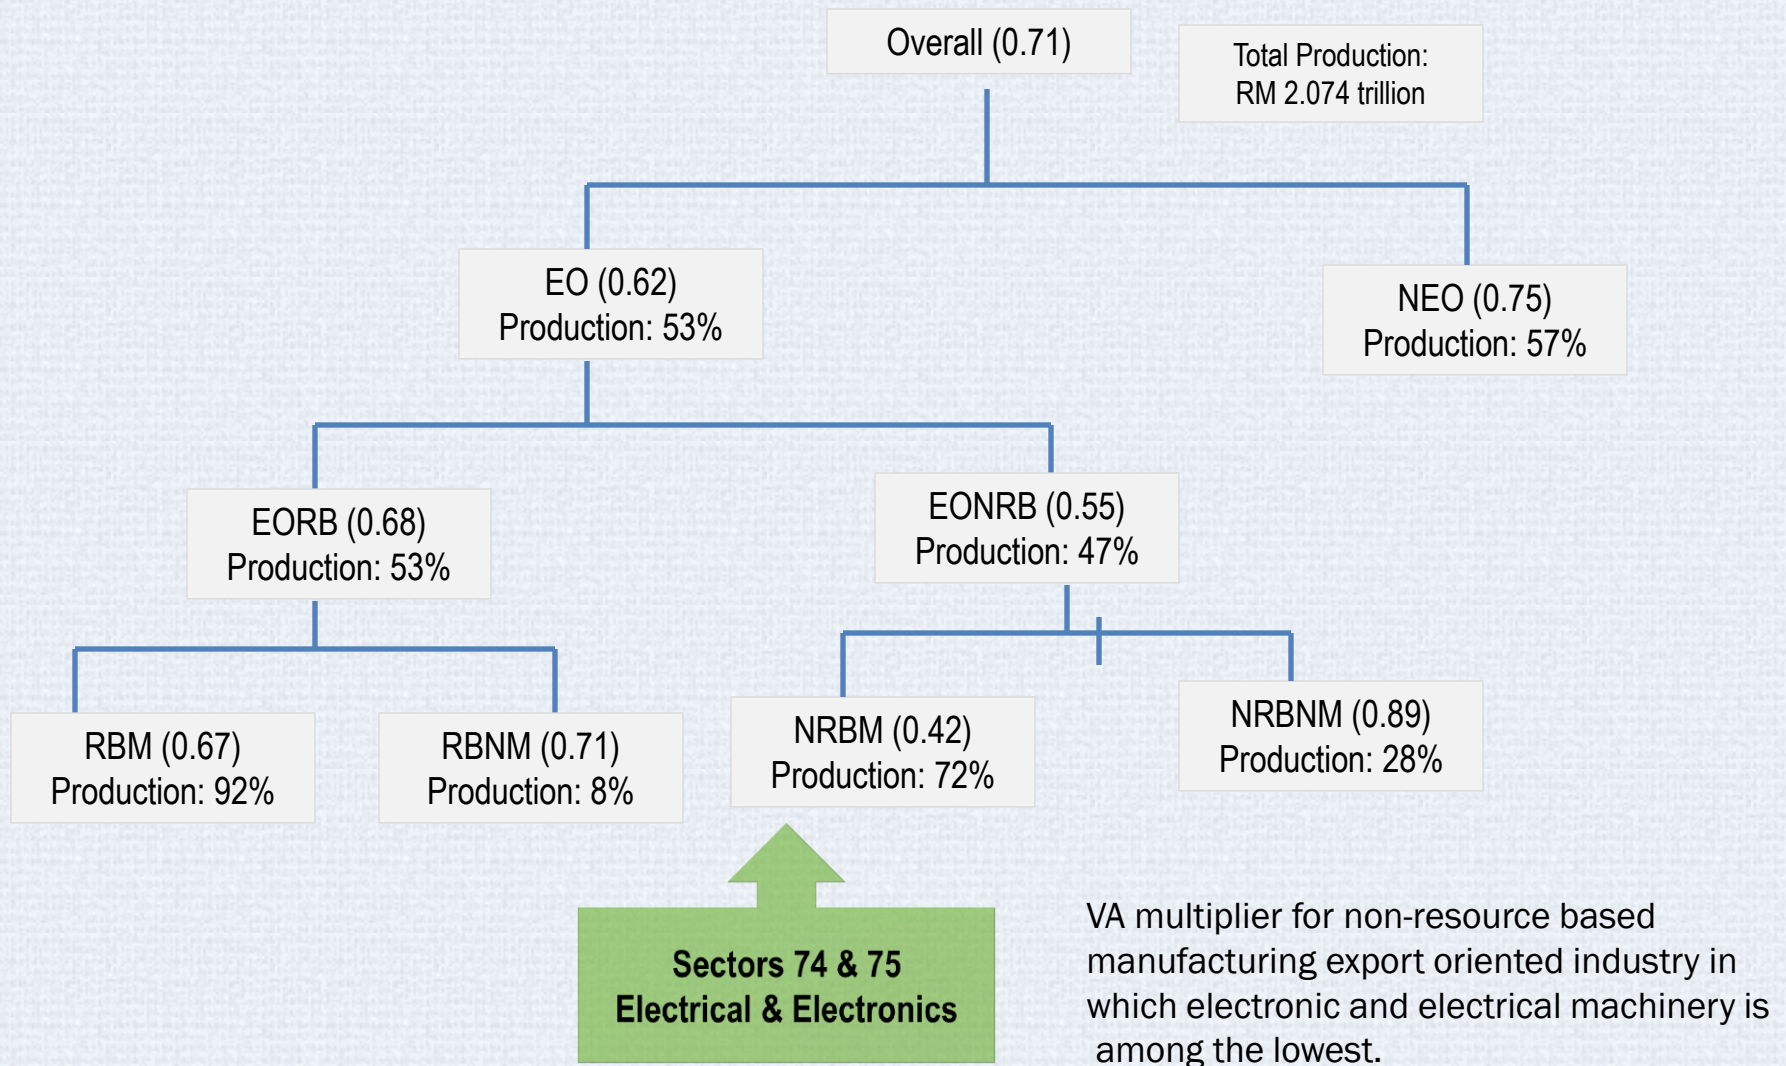 Overall (0.71)
Total Production:
RM 2.074 trillion
EO (0.62)
Production: 53%
NEO (0.75)
Production: 57%
EORB (0.68)
Production: 53%
EONRB (0.55)
Production: 47%
RBM (0.67)
Production: 92%
RBNM (0.71)
Production: 8%
NRBM (0.42)
Production: 72%
NRBNM (0.89)
Production: 28%
Sectors 74 & 75
Electrical & Electronics
VA multiplier for non-resource based
manufacturing export oriented industry in
which electronic and electrical machinery is
among the lowest.